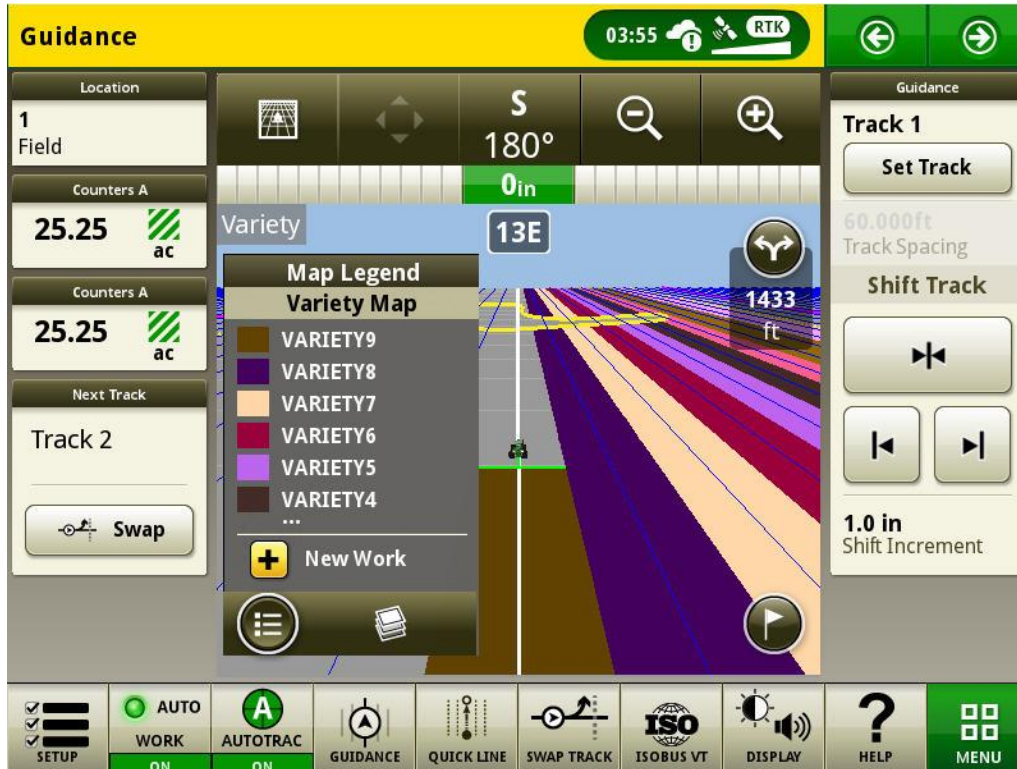 Guidance
03:55
RTK
Location
1
Field
Counters A
25.25
ac
Counters A
25.25
ac
Next Track
Track 2
Swap
S
180°
0in
Variety
13E
1433
ft
Map Legend
Variety Map
VARIETY9
VARIETY8
VARIETY7
VARIETY6
VARIETY5
VARIETY4
...
New Work
Guidance
Track 1
Set Track
60.000ft
Track Spacing
Shift Track
1.0 in
Shift Increment
SETUP
AUTO
WORK
ON
A
AUTOTRAC
ON
GUIDANCE
QUICK LINE
SWAP TRACK
ISO
ISOBUS VT
DISPLAY
?
HELP
MENU